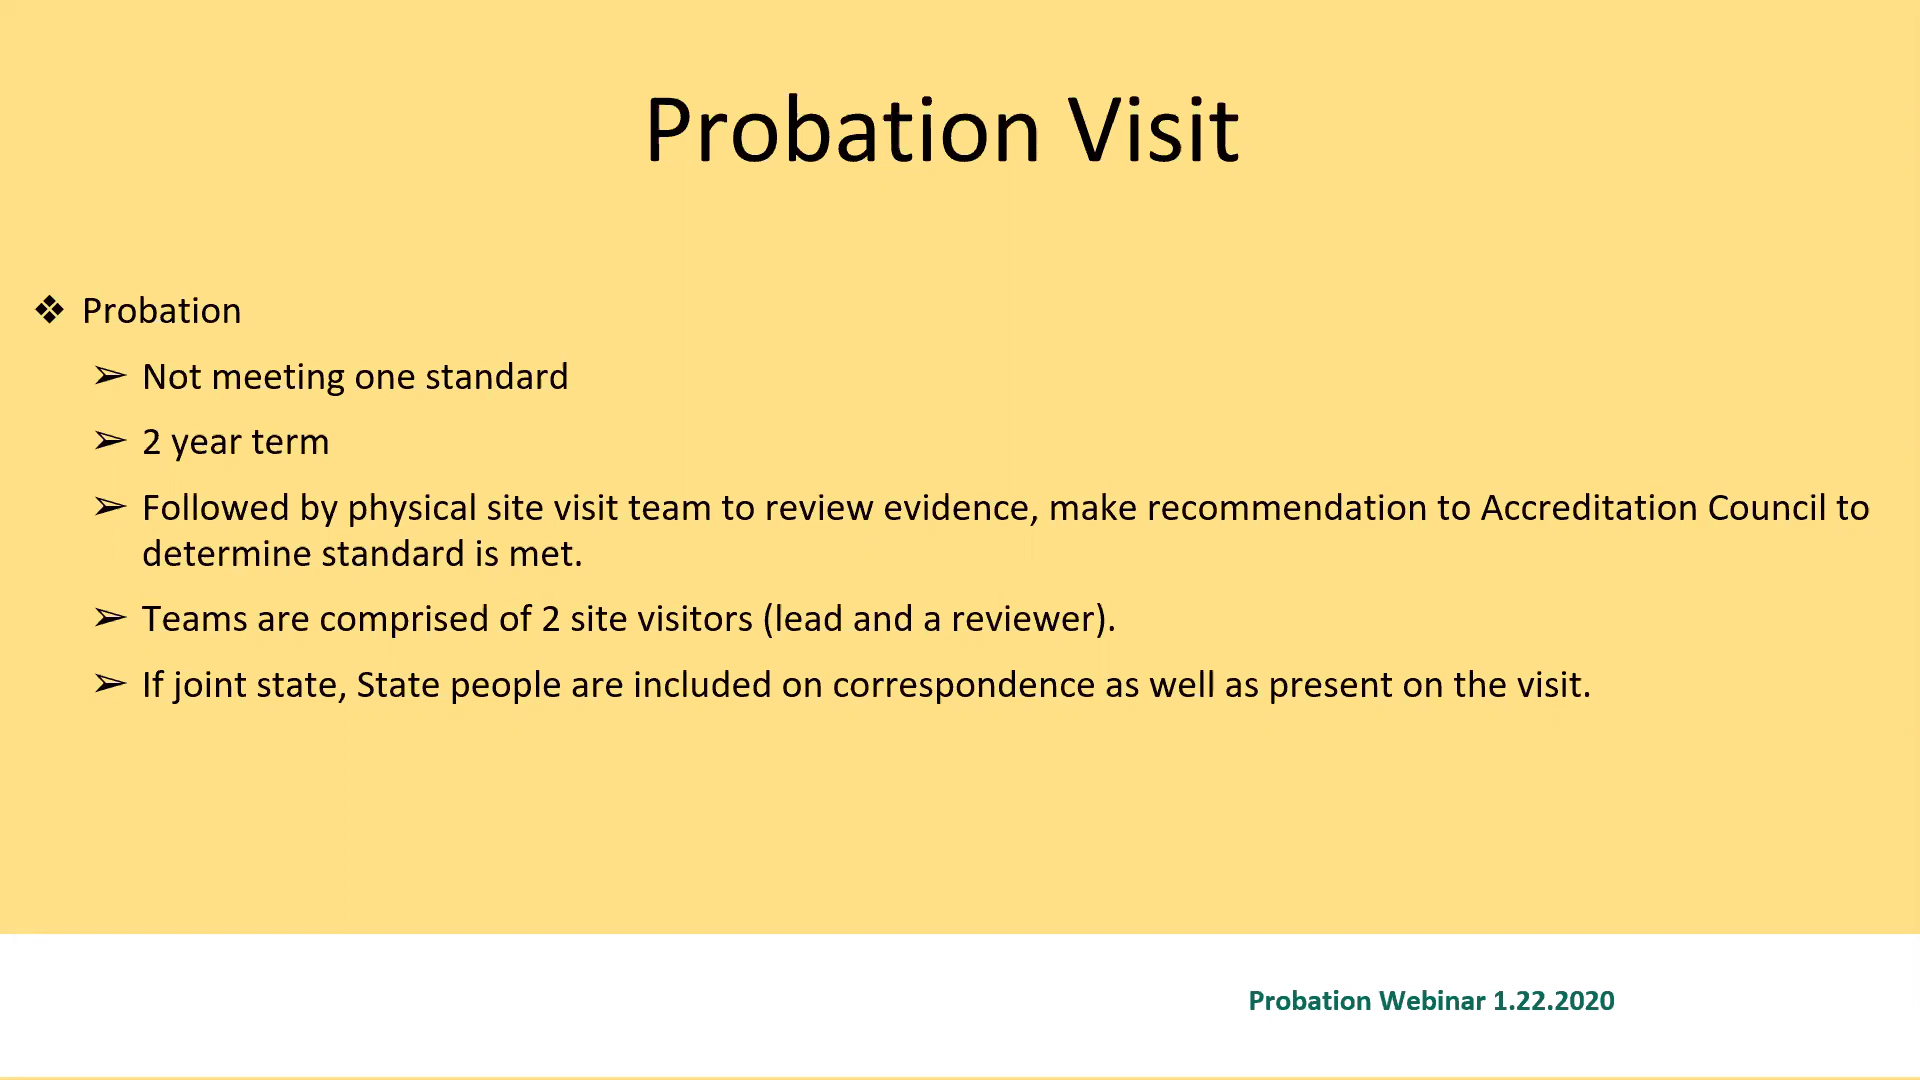 Probation Visit
❖ Probation
➢ Not meeting one standard
➢ 2 year term
➢ Followed by physical site visit team to review evidence, make recommendation to Accreditation Council to
determine standard is met.
➢ Teams are comprised of 2 site visitors (lead and a reviewer).
➢ If joint state, State people are included on correspondence as well as present on the visit.
Probation Webinar 1.22.2020